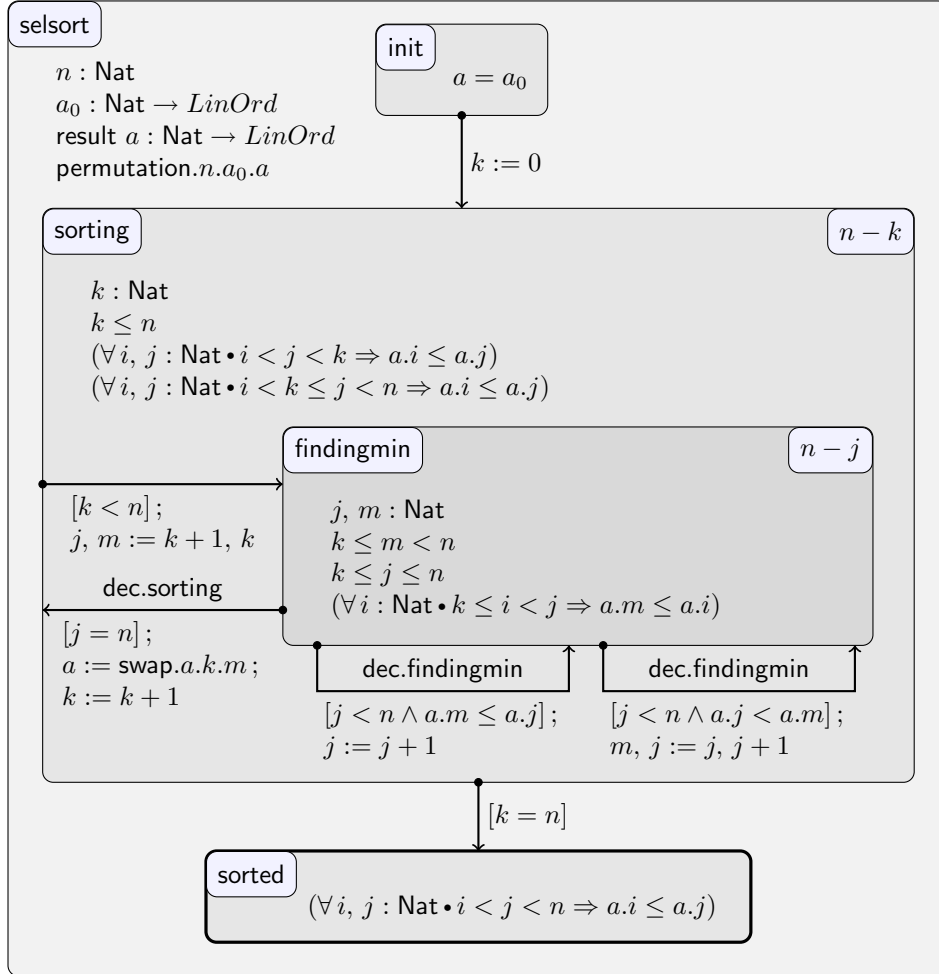 selsort
n : Nat
a₀ : Nat → LinOrd
result a : Nat → LinOrd
permutation.n.a₀.a
init
a = a₀
k := 0
sorting
n − k
k : Nat
k ≤ n
(∀ i, j : Nat • i < j < k ⇒ a.i ≤ a.j)
(∀ i, j : Nat • i < k ≤ j < n ⇒ a.i ≤ a.j)
findingmin
n − j
j, m : Nat
k ≤ m < n
k ≤ j ≤ n
(∀ i : Nat • k ≤ i < j ⇒ a.m ≤ a.i)
[k < n] ;
j, m := k + 1, k
dec.sorting
[j = n] ;
a := swap.a.k.m ;
k := k + 1
dec.findingmin
[j < n ∧ a.m ≤ a.j] ;
j := j + 1
dec.findingmin
[j < n ∧ a.j < a.m] ;
m, j := j, j + 1
[k = n]
sorted
(∀ i, j : Nat • i < j < n ⇒ a.i ≤ a.j)